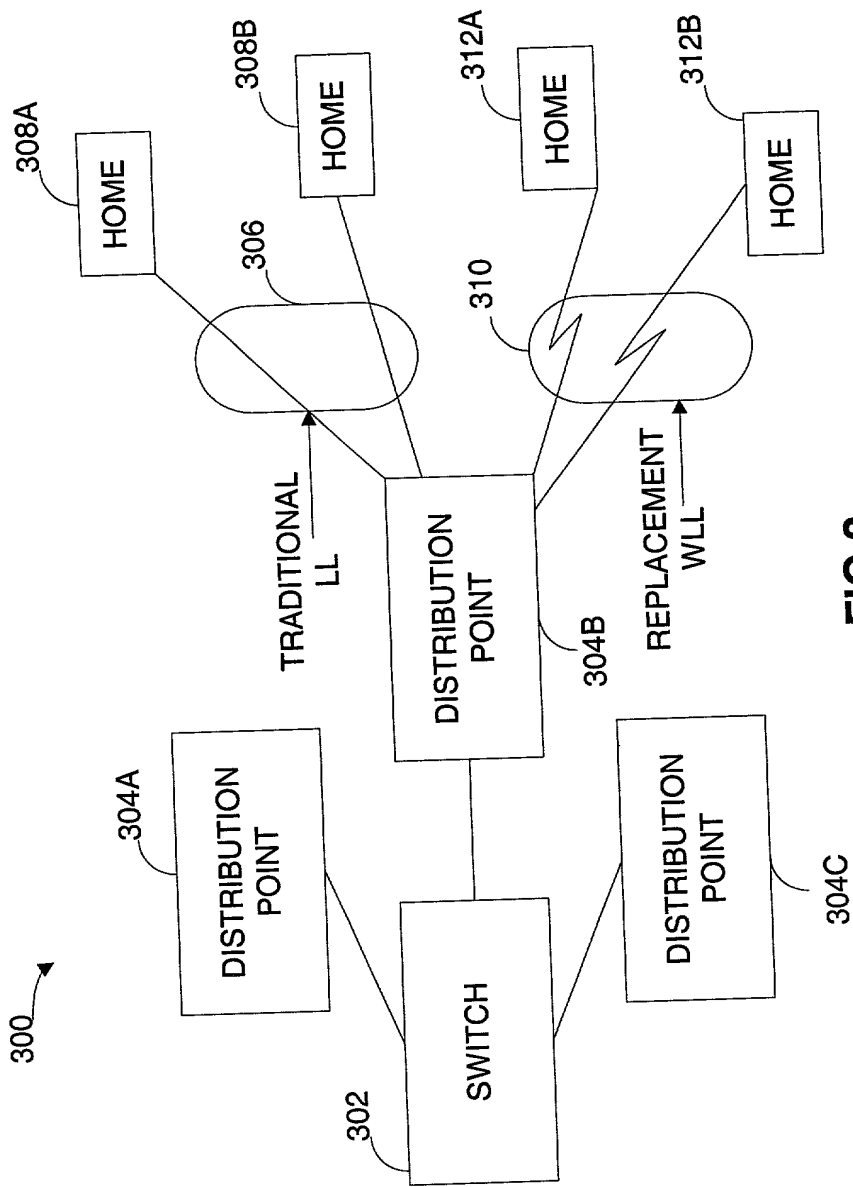 300
302
SWITCH
304A
DISTRIBUTION
POINT
304B
DISTRIBUTION
POINT
304C
DISTRIBUTION
POINT
TRADITIONAL
LL
306
308A
HOME
308B
HOME
REPLACEMENT
WLL
310
312A
HOME
312B
HOME
FIG